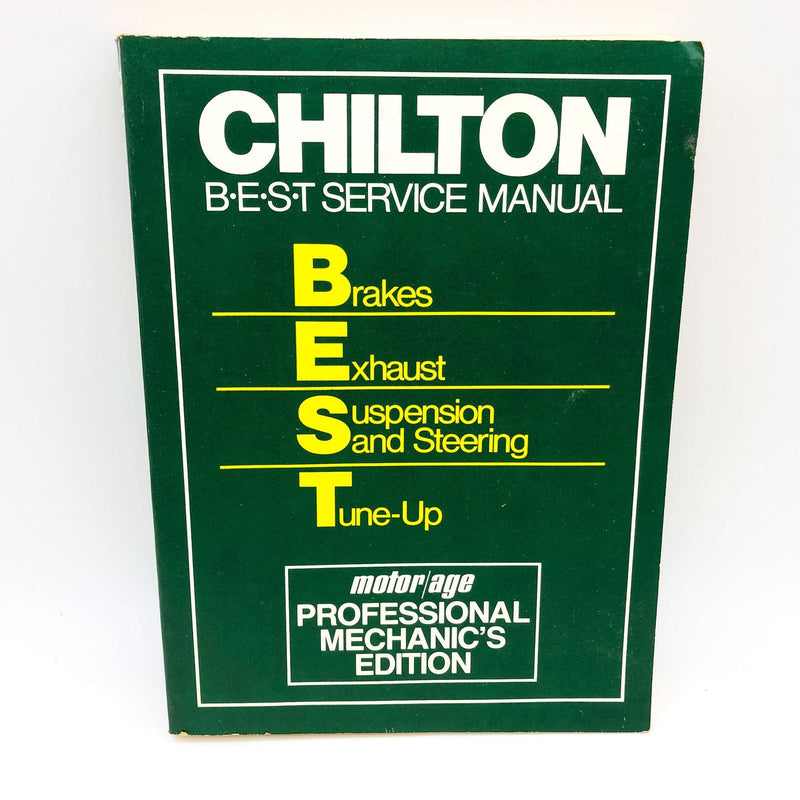 CHILTON
B·E·S·T SERVICE MANUAL
Brakes
Exhaust
Suspension
and Steering
Tune-Up
motor/age
PROFESSIONAL
MECHANIC'S
EDITION